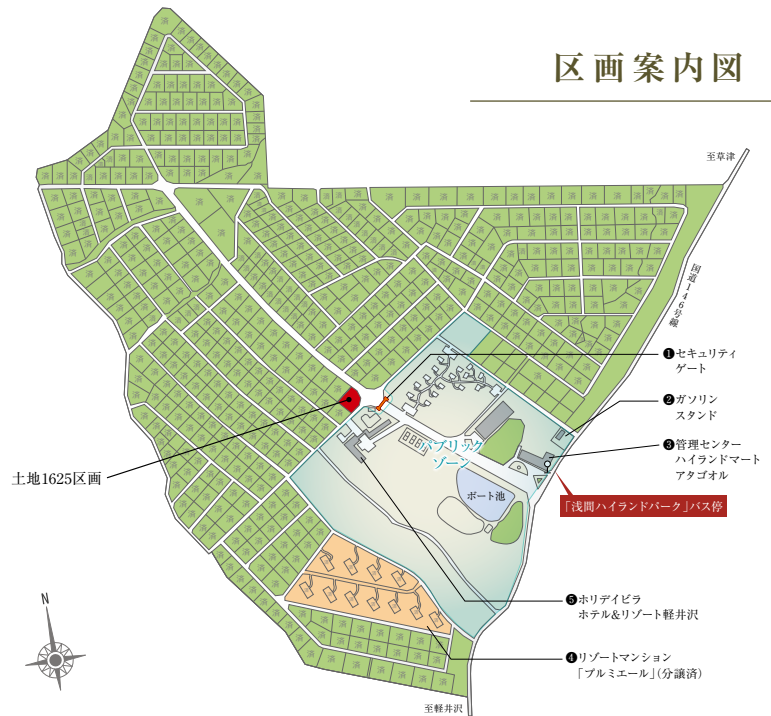 区画案内図
至草津
国道146号線
❶セキュリティ
ゲート
❷ガソリン
スタンド
❸管理センター
ハイランドマート
アタゴオル
パブリック
ゾーン
土地1625区画
ボート池
「浅間ハイランドパーク」バス停
❺ホリデイビラ
ホテル&リゾート軽井沢
❹リゾートマンション
「プルミエール」(分譲済)
至軽井沢
N
済